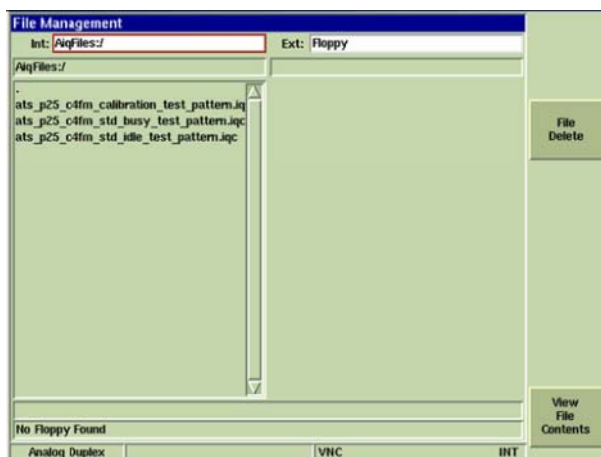 File Management
Int: AiqFiles:/ Ext: Floppy
AiqFiles:/
.
ats_p25_c4fm_calibration_test_pattern.iq
ats_p25_c4fm_std_busy_test_pattern.iqc
ats_p25_c4fm_std_idle_test_pattern.iqc
File
Delete
View
File
Contents
No Floppy Found
Analog Duplex VNC INT